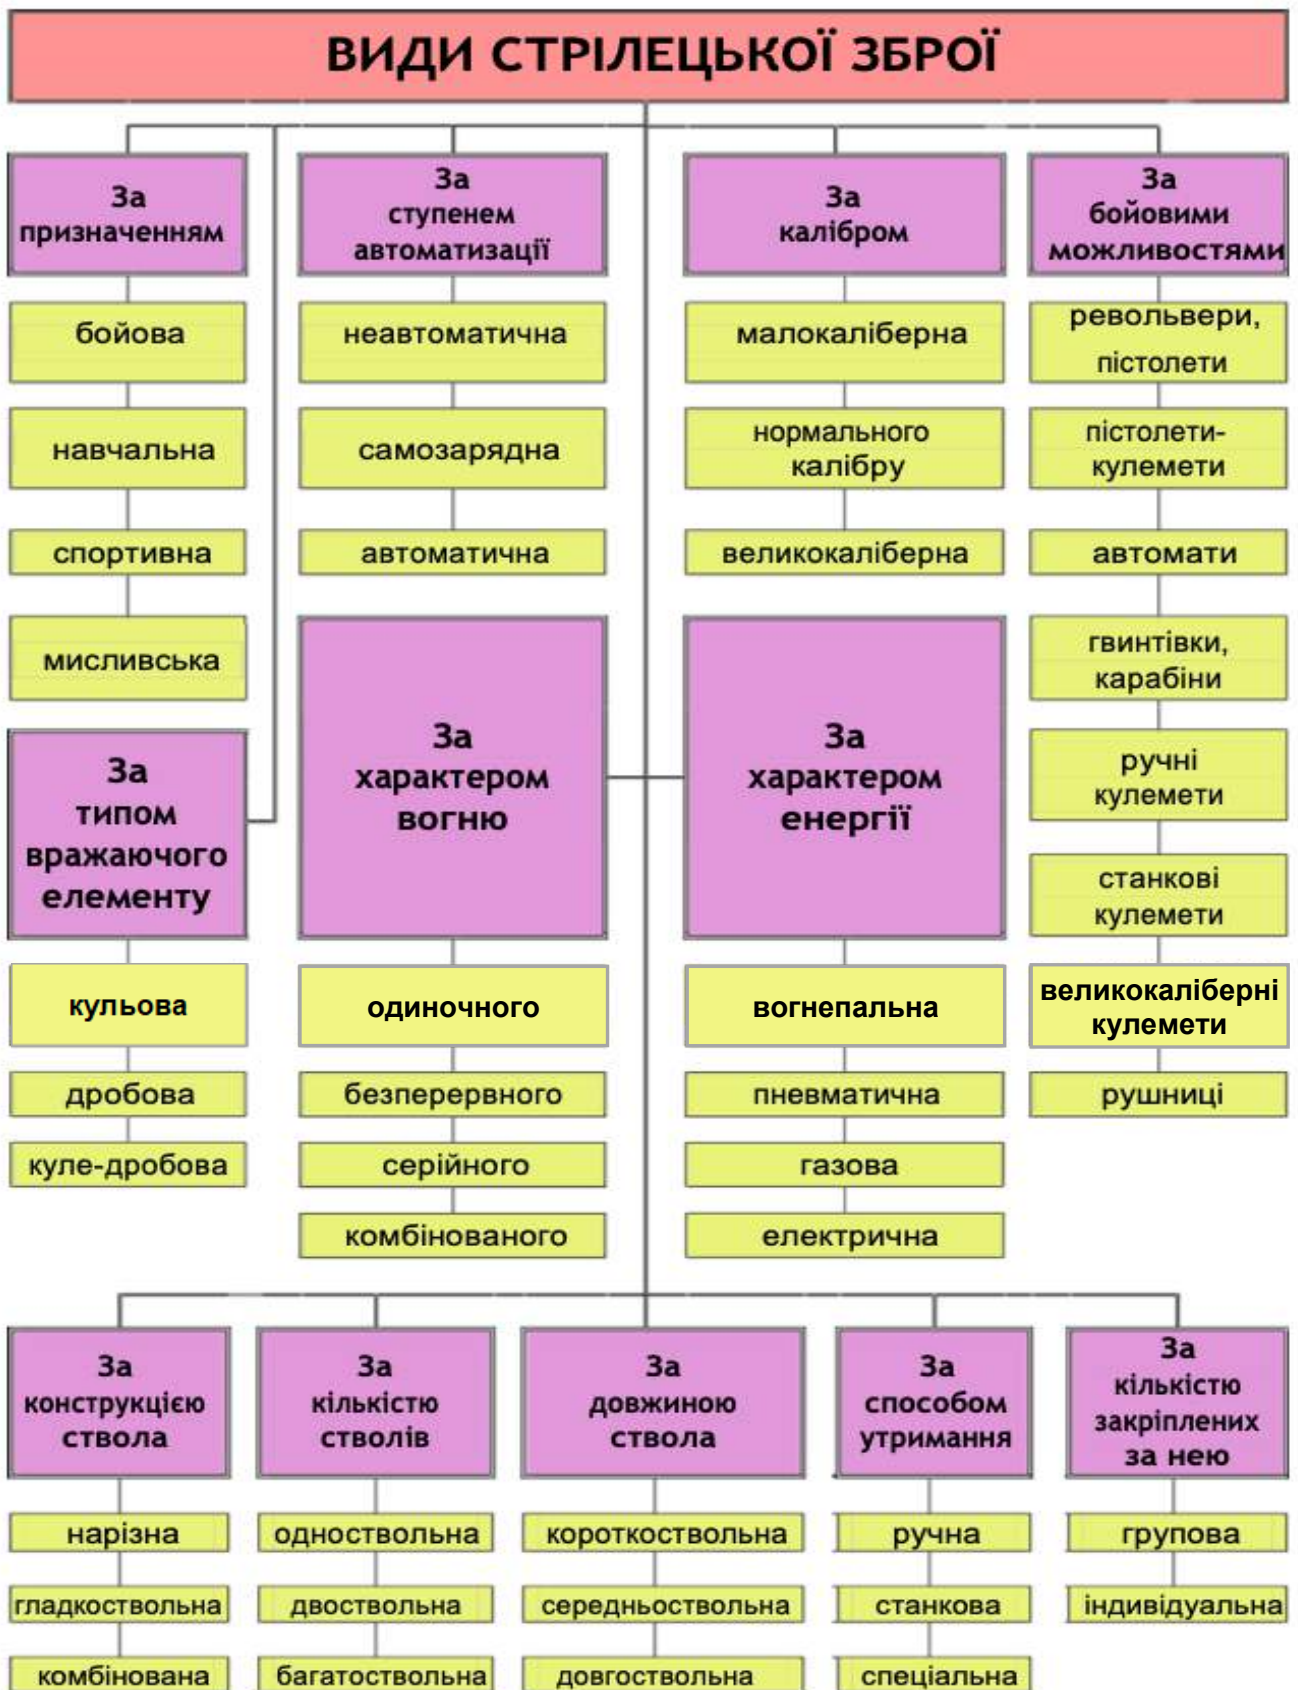 ВИДИ СТРІЛЕЦЬКОЇ ЗБРОЇ
За
призначенням
бойова
навчальна
спортивна
мисливська
За
ступенем
автоматизації
неавтоматична
самозарядна
автоматична
За
калібром
малокаліберна
нормального
калібру
великокаліберна
За
бойовими
можливостями
револьвери,
пістолети
пістолети-
кулемети
автомати
гвинтівки,
карабіни
ручні
кулемети
станкові
кулемети
великокаліберні
кулемети
рушниці
За
типом
вражаючого
елементу
кульова
дробова
куле-дробова
За
характером
вогню
одиночного
безперервного
серійного
комбінованого
За
характером
енергії
вогнепальна
пневматична
газова
електрична
За
конструкцією
ствола
нарізна
гладкоствольна
комбінована
За
кількістю
стволів
одноствольна
двоствольна
багатоствольна
За
довжиною
ствола
короткоствольна
середньоствольна
довгоствольна
За
способом
утримання
ручна
станкова
спеціальна
За
кількістю
закріплених
за нею
групова
індивідуальна